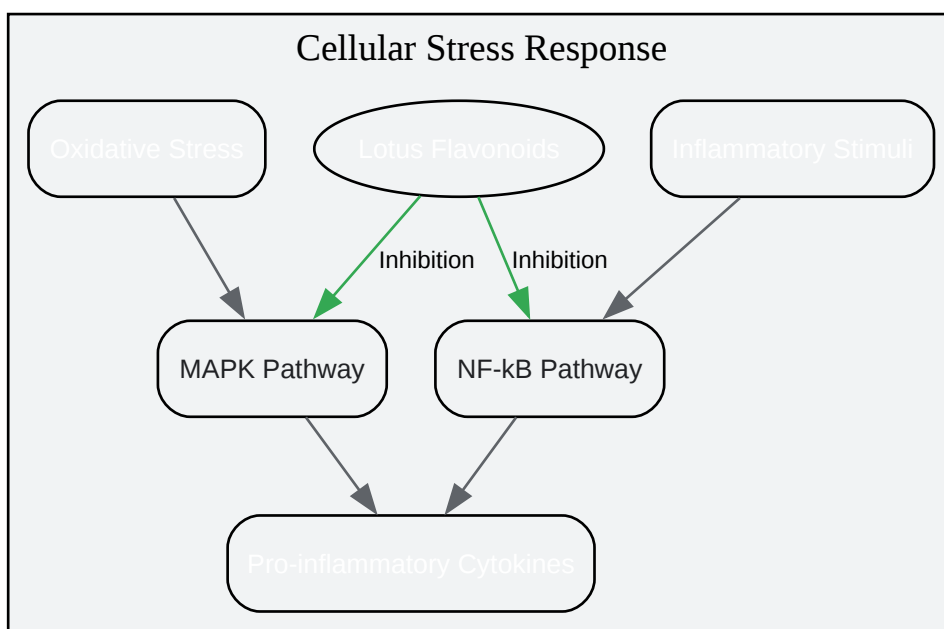 Cellular Stress Response
Oxidative Stress
Lotus Flavonoids
Inflammatory Stimuli
Inhibition
Inhibition
MAPK Pathway
NF-kB Pathway
Pro-inflammatory Cytokines